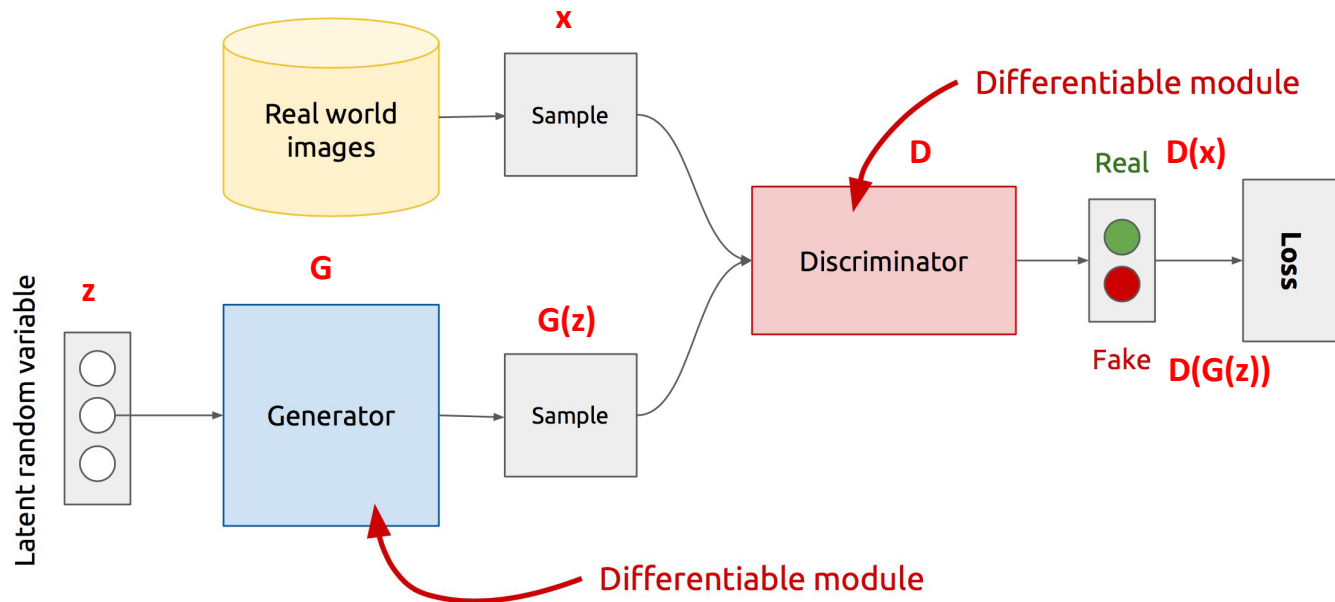 x
Real world
images
Sample
Differentiable module
D
Real
D(x)
Discriminator
Loss
Fake
D(G(z))
Latent random variable
z
G
Generator
G(z)
Sample
Differentiable module